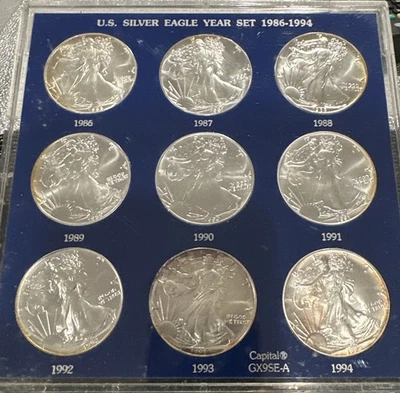 U.S. SILVER EAGLE YEAR SET 1986-1994
1986 1987 1988
1989 1990 1991
1992 1993 Capital® 1994
GX9SE-A